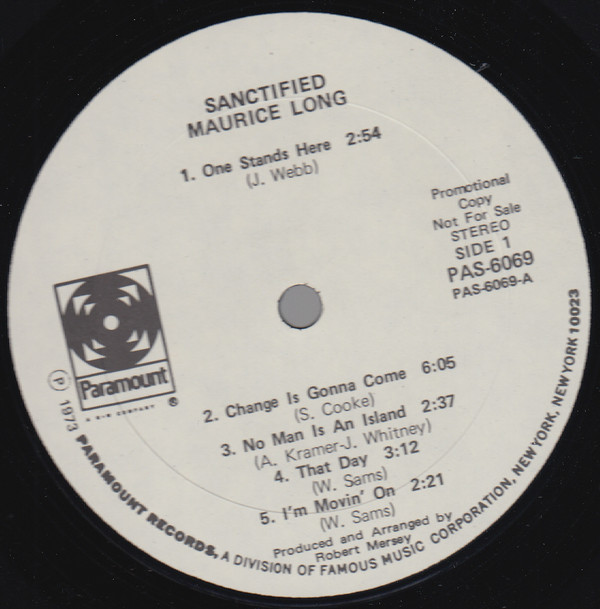 SANCTIFIED
MAURICE LONG
1. One Stands Here 2:54
(J. Webb)
Promotional
Copy
Not For Sale
STEREO
SIDE 1
PAS-6069
PAS-6069-A
Paramount
A G+W COMPANY ®
2. Change Is Gonna Come 6:05
(S. Cooke)
3. No Man Is An Island 2:37
(A. Kramer-J. Whitney)
4. That Day 3:12
(W. Sams)
5. I'm Movin' On 2:21
(W. Sams)
Produced and Arranged by
Robert Mersey
Ⓟ 1973 PARAMOUNT RECORDS, A DIVISION OF FAMOUS MUSIC CORPORATION, NEW YORK, NEW YORK 10023